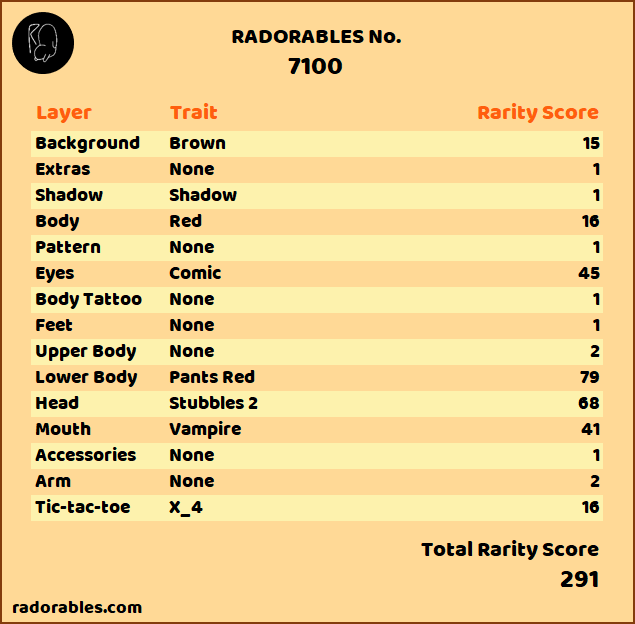 RADORABLES No.
7100
Layer Trait Rarity Score
Background Brown 15
Extras None 1
Shadow Shadow 1
Body Red 16
Pattern None 1
Eyes Comic 45
Body Tattoo None 1
Feet None 1
Upper Body None 2
Lower Body Pants Red 79
Head Stubbles 2 68
Mouth Vampire 41
Accessories None 1
Arm None 2
Tic-tac-toe X_4 16
Total Rarity Score
291
radorables.com